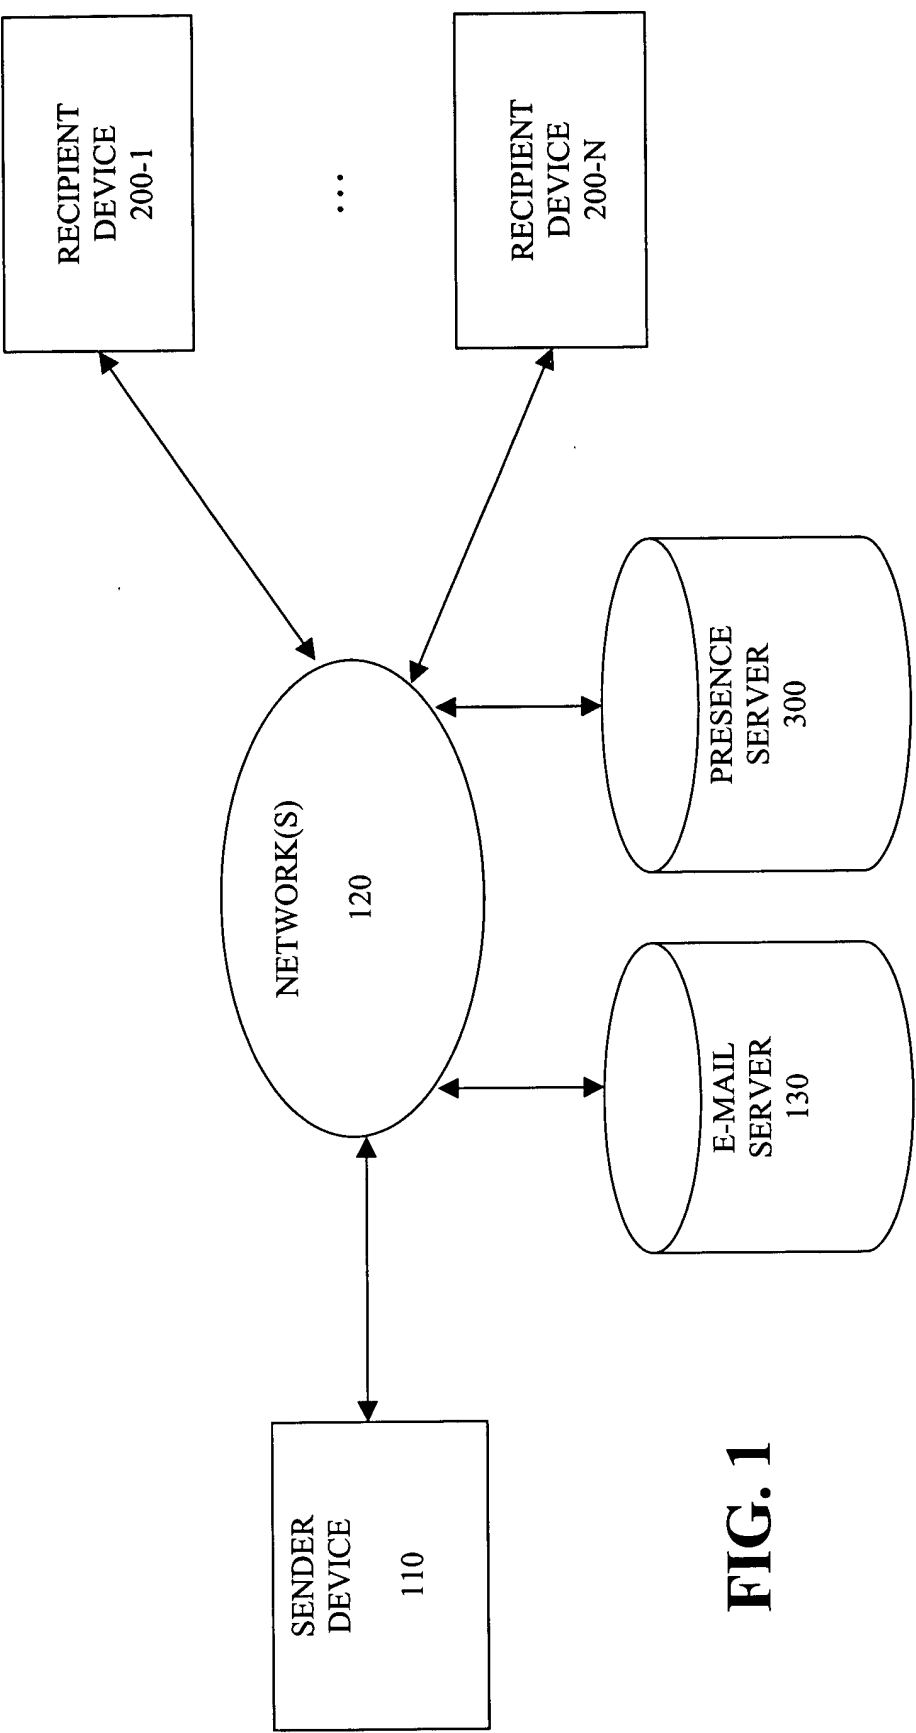 SENDER
DEVICE
110
NETWORK(S)
120
RECIPIENT
DEVICE
200-1
...
RECIPIENT
DEVICE
200-N
E-MAIL
SERVER
130
PRESENCE
SERVER
300
FIG. 1